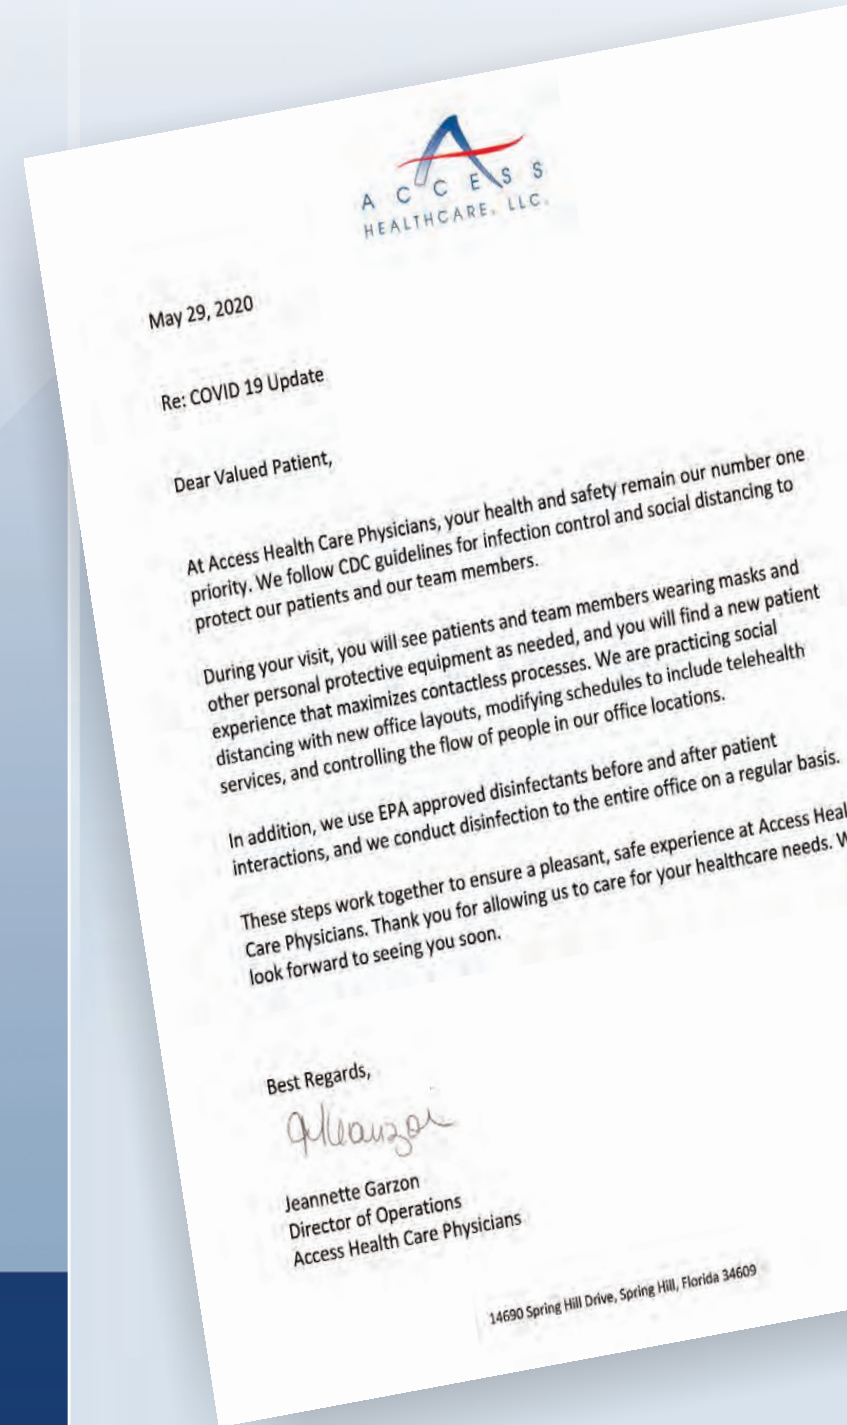 ACCESS
HEALTHCARE, LLC.
May 29, 2020
Re: COVID 19 Update
Dear Valued Patient,
At Access Health Care Physicians, your health and safety remain our number one
priority. We follow CDC guidelines for infection control and social distancing to
protect our patients and our team members.
During your visit, you will see patients and team members wearing masks and
other personal protective equipment as needed, and you will find a new patient
experience that maximizes contactless processes. We are practicing social
distancing with new office layouts, modifying schedules to include telehealth
services, and controlling the flow of people in our office locations.
In addition, we use EPA approved disinfectants before and after patient
interactions, and we conduct disinfection to the entire office on a regular basis.
These steps work together to ensure a pleasant, safe experience at Access Heal
Care Physicians. Thank you for allowing us to care for your healthcare needs. W
look forward to seeing you soon.
Best Regards,
Jeannette Garzon
Director of Operations
Access Health Care Physicians
14690 Spring Hill Drive, Spring Hill, Florida 34609